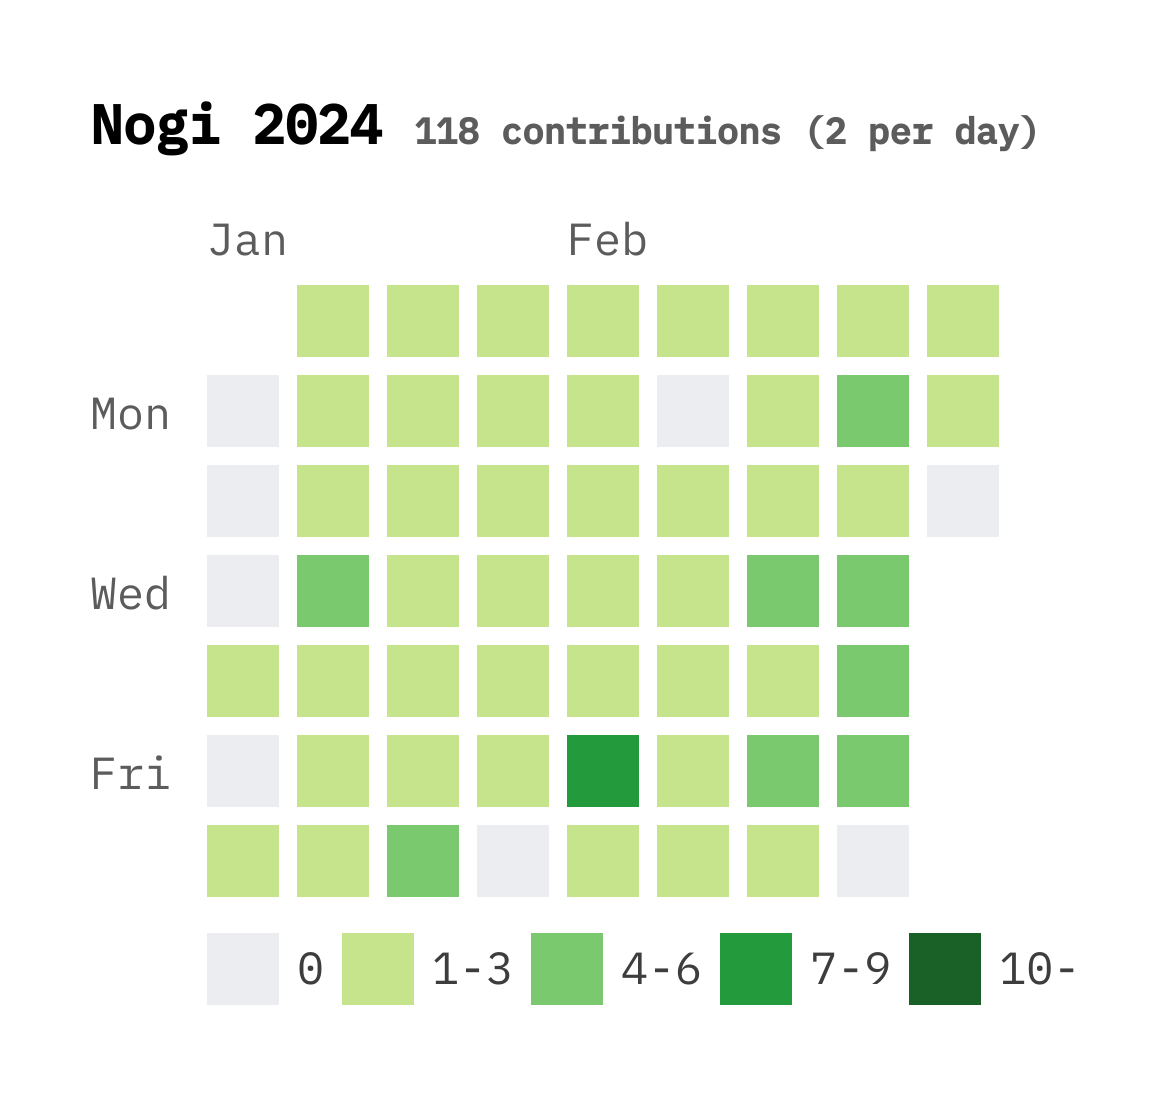 Nogi 2024 118 contributions (2 per day)
Jan Feb
Mon
Wed
Fri
0 1-3 4-6 7-9 10-